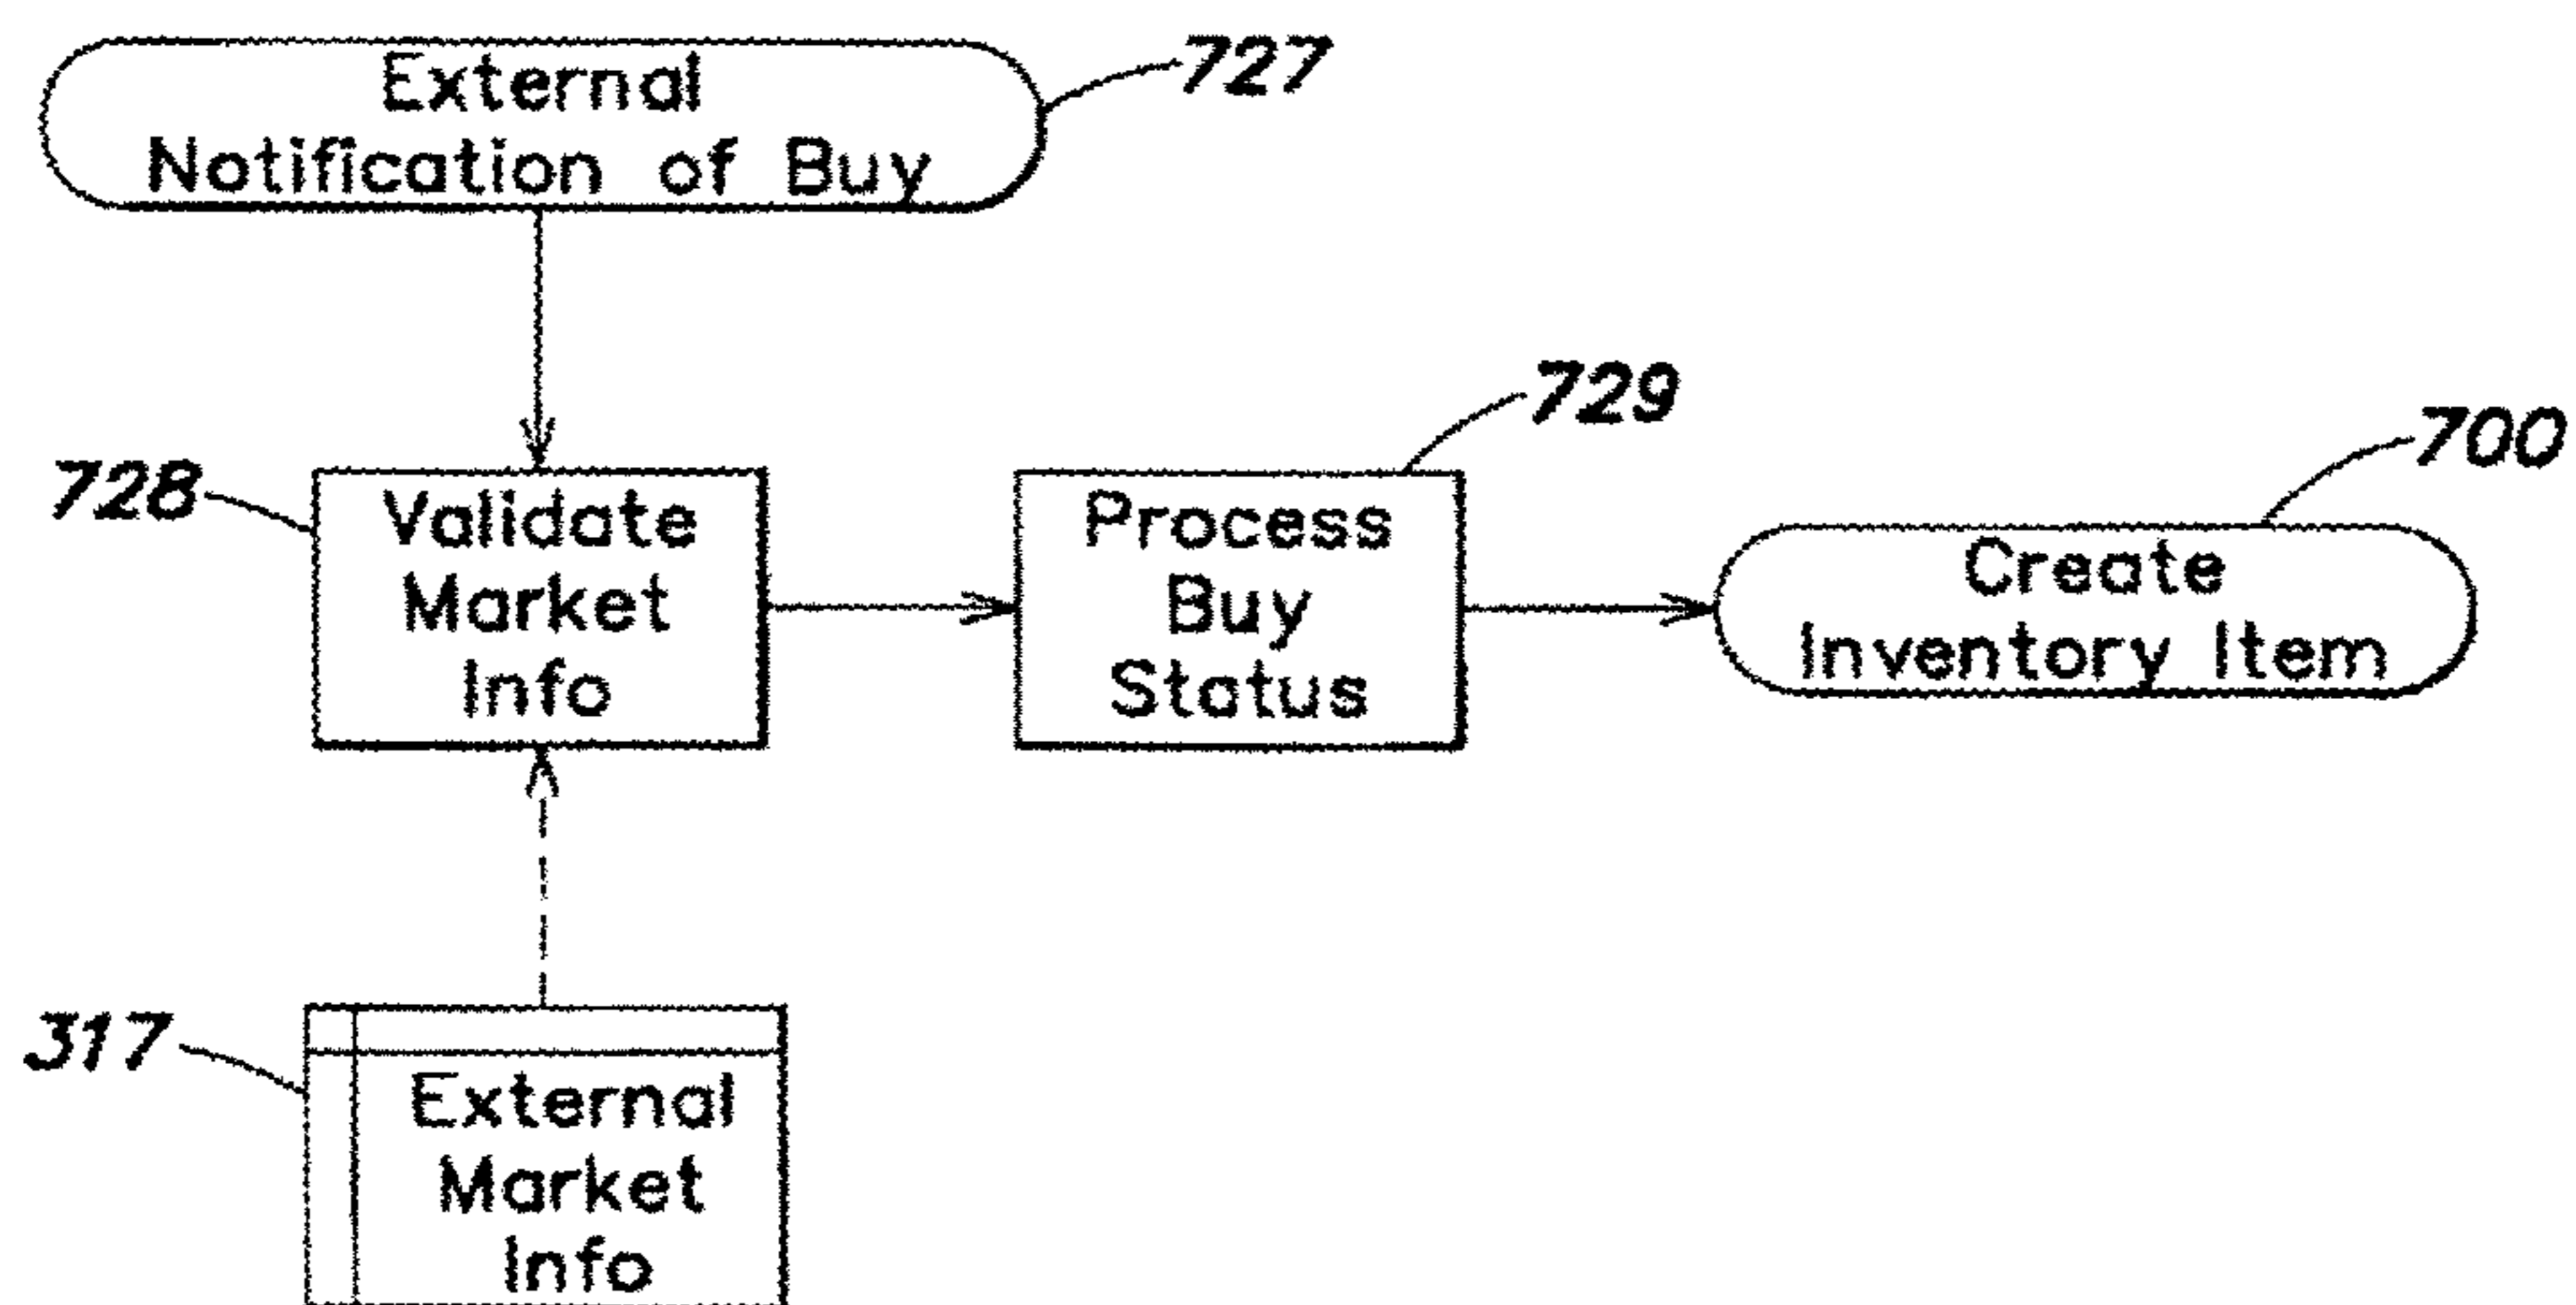 External
Notification of Buy
727
728
Validate
Market
Info
729
Process
Buy
Status
700
Create
Inventory Item
317
External
Market
Info